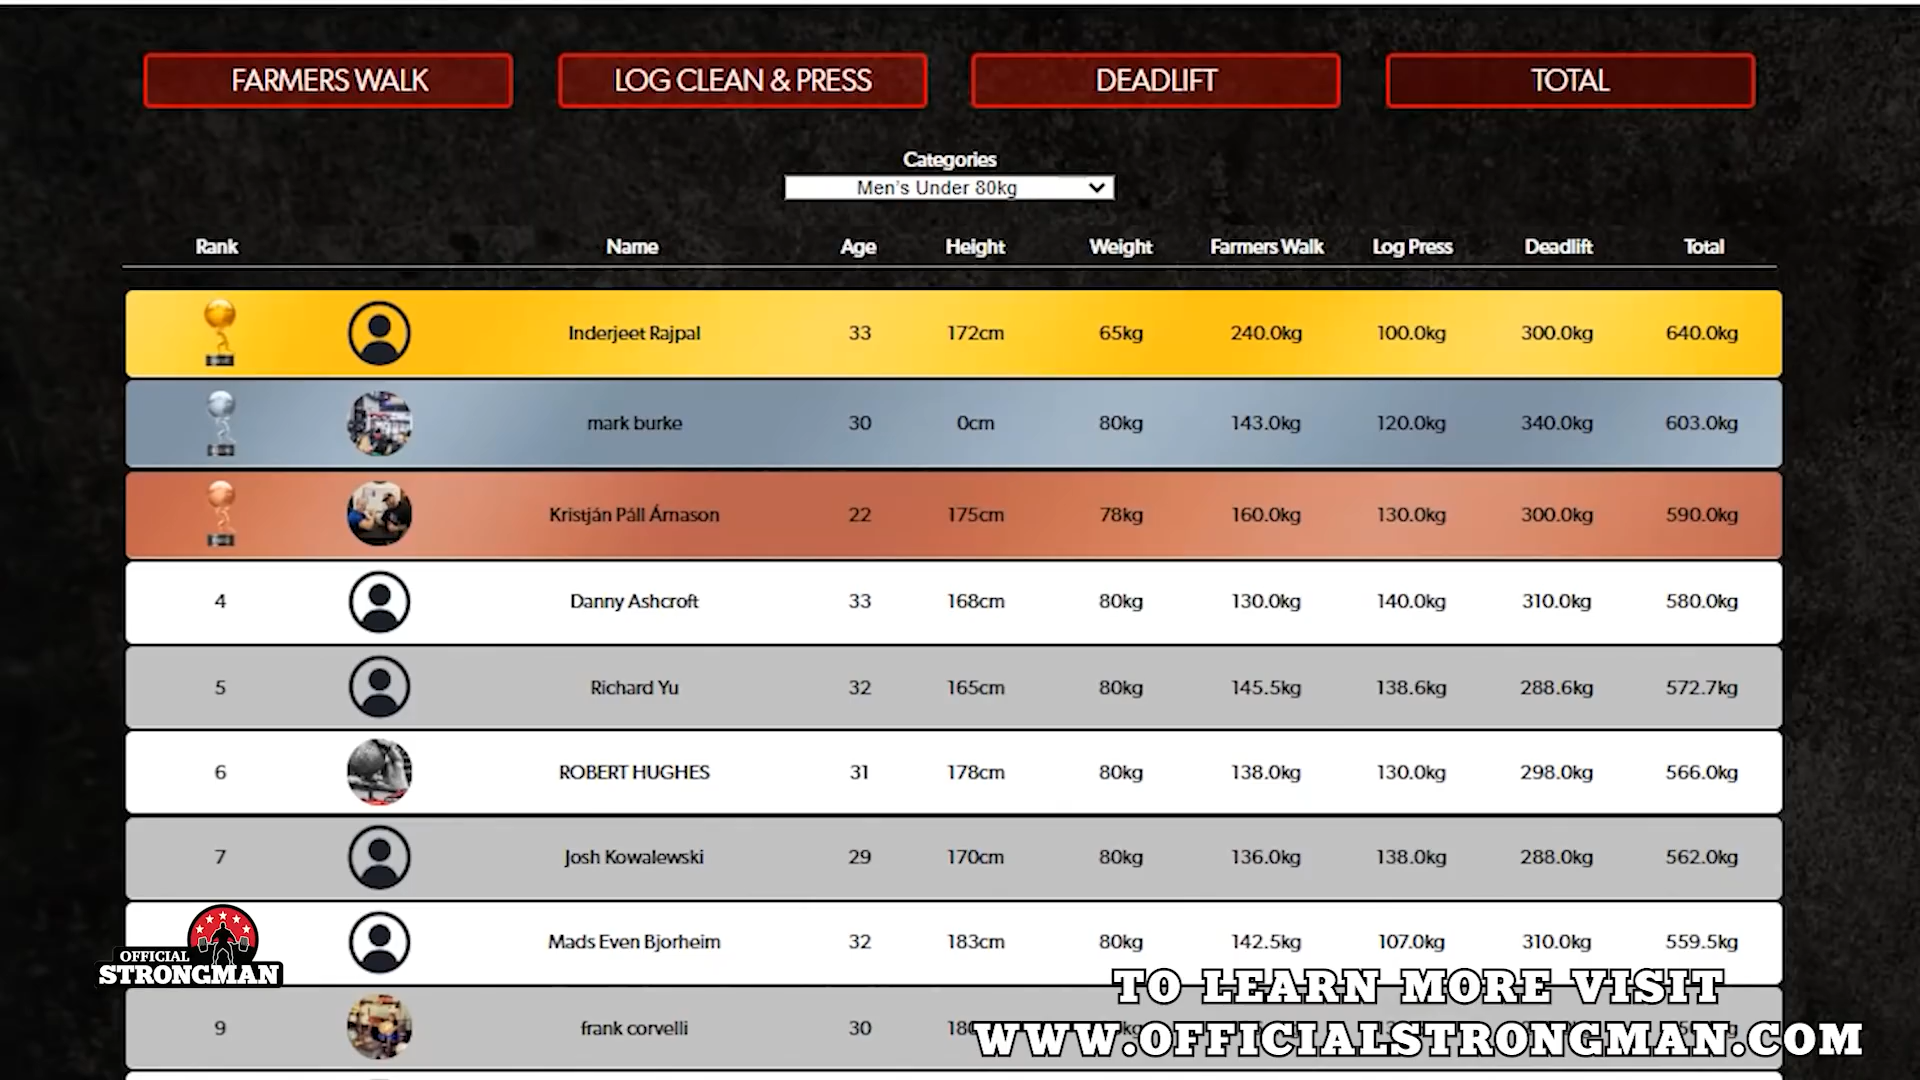 FARMERS WALK LOG CLEAN & PRESS DEADLIFT TOTAL
Categories
Men's Under 80kg
Rank Name Age Height Weight Farmers Walk Log Press Deadlift Total
Inderjeet Rajpal 33 172cm 65kg 240.0kg 100.0kg 300.0kg 640.0kg
mark burke 30 0cm 80kg 143.0kg 120.0kg 340.0kg 603.0kg
Kristján Páll Árnason 22 175cm 78kg 160.0kg 130.0kg 300.0kg 590.0kg
4 Danny Ashcroft 33 168cm 80kg 130.0kg 140.0kg 310.0kg 580.0kg
5 Richard Yu 32 165cm 80kg 145.5kg 138.6kg 288.6kg 572.7kg
6 ROBERT HUGHES 31 178cm 80kg 138.0kg 130.0kg 298.0kg 566.0kg
7 Josh Kowalewski 29 170cm 80kg 136.0kg 138.0kg 288.0kg 562.0kg
Mads Even Bjorheim 32 183cm 80kg 142.5kg 107.0kg 310.0kg 559.5kg
OFFICIAL
STRONGMAN
TO LEARN MORE VISIT
9 frank corvelli 30
WWW.OFFICIALSTRONGMAN.COM